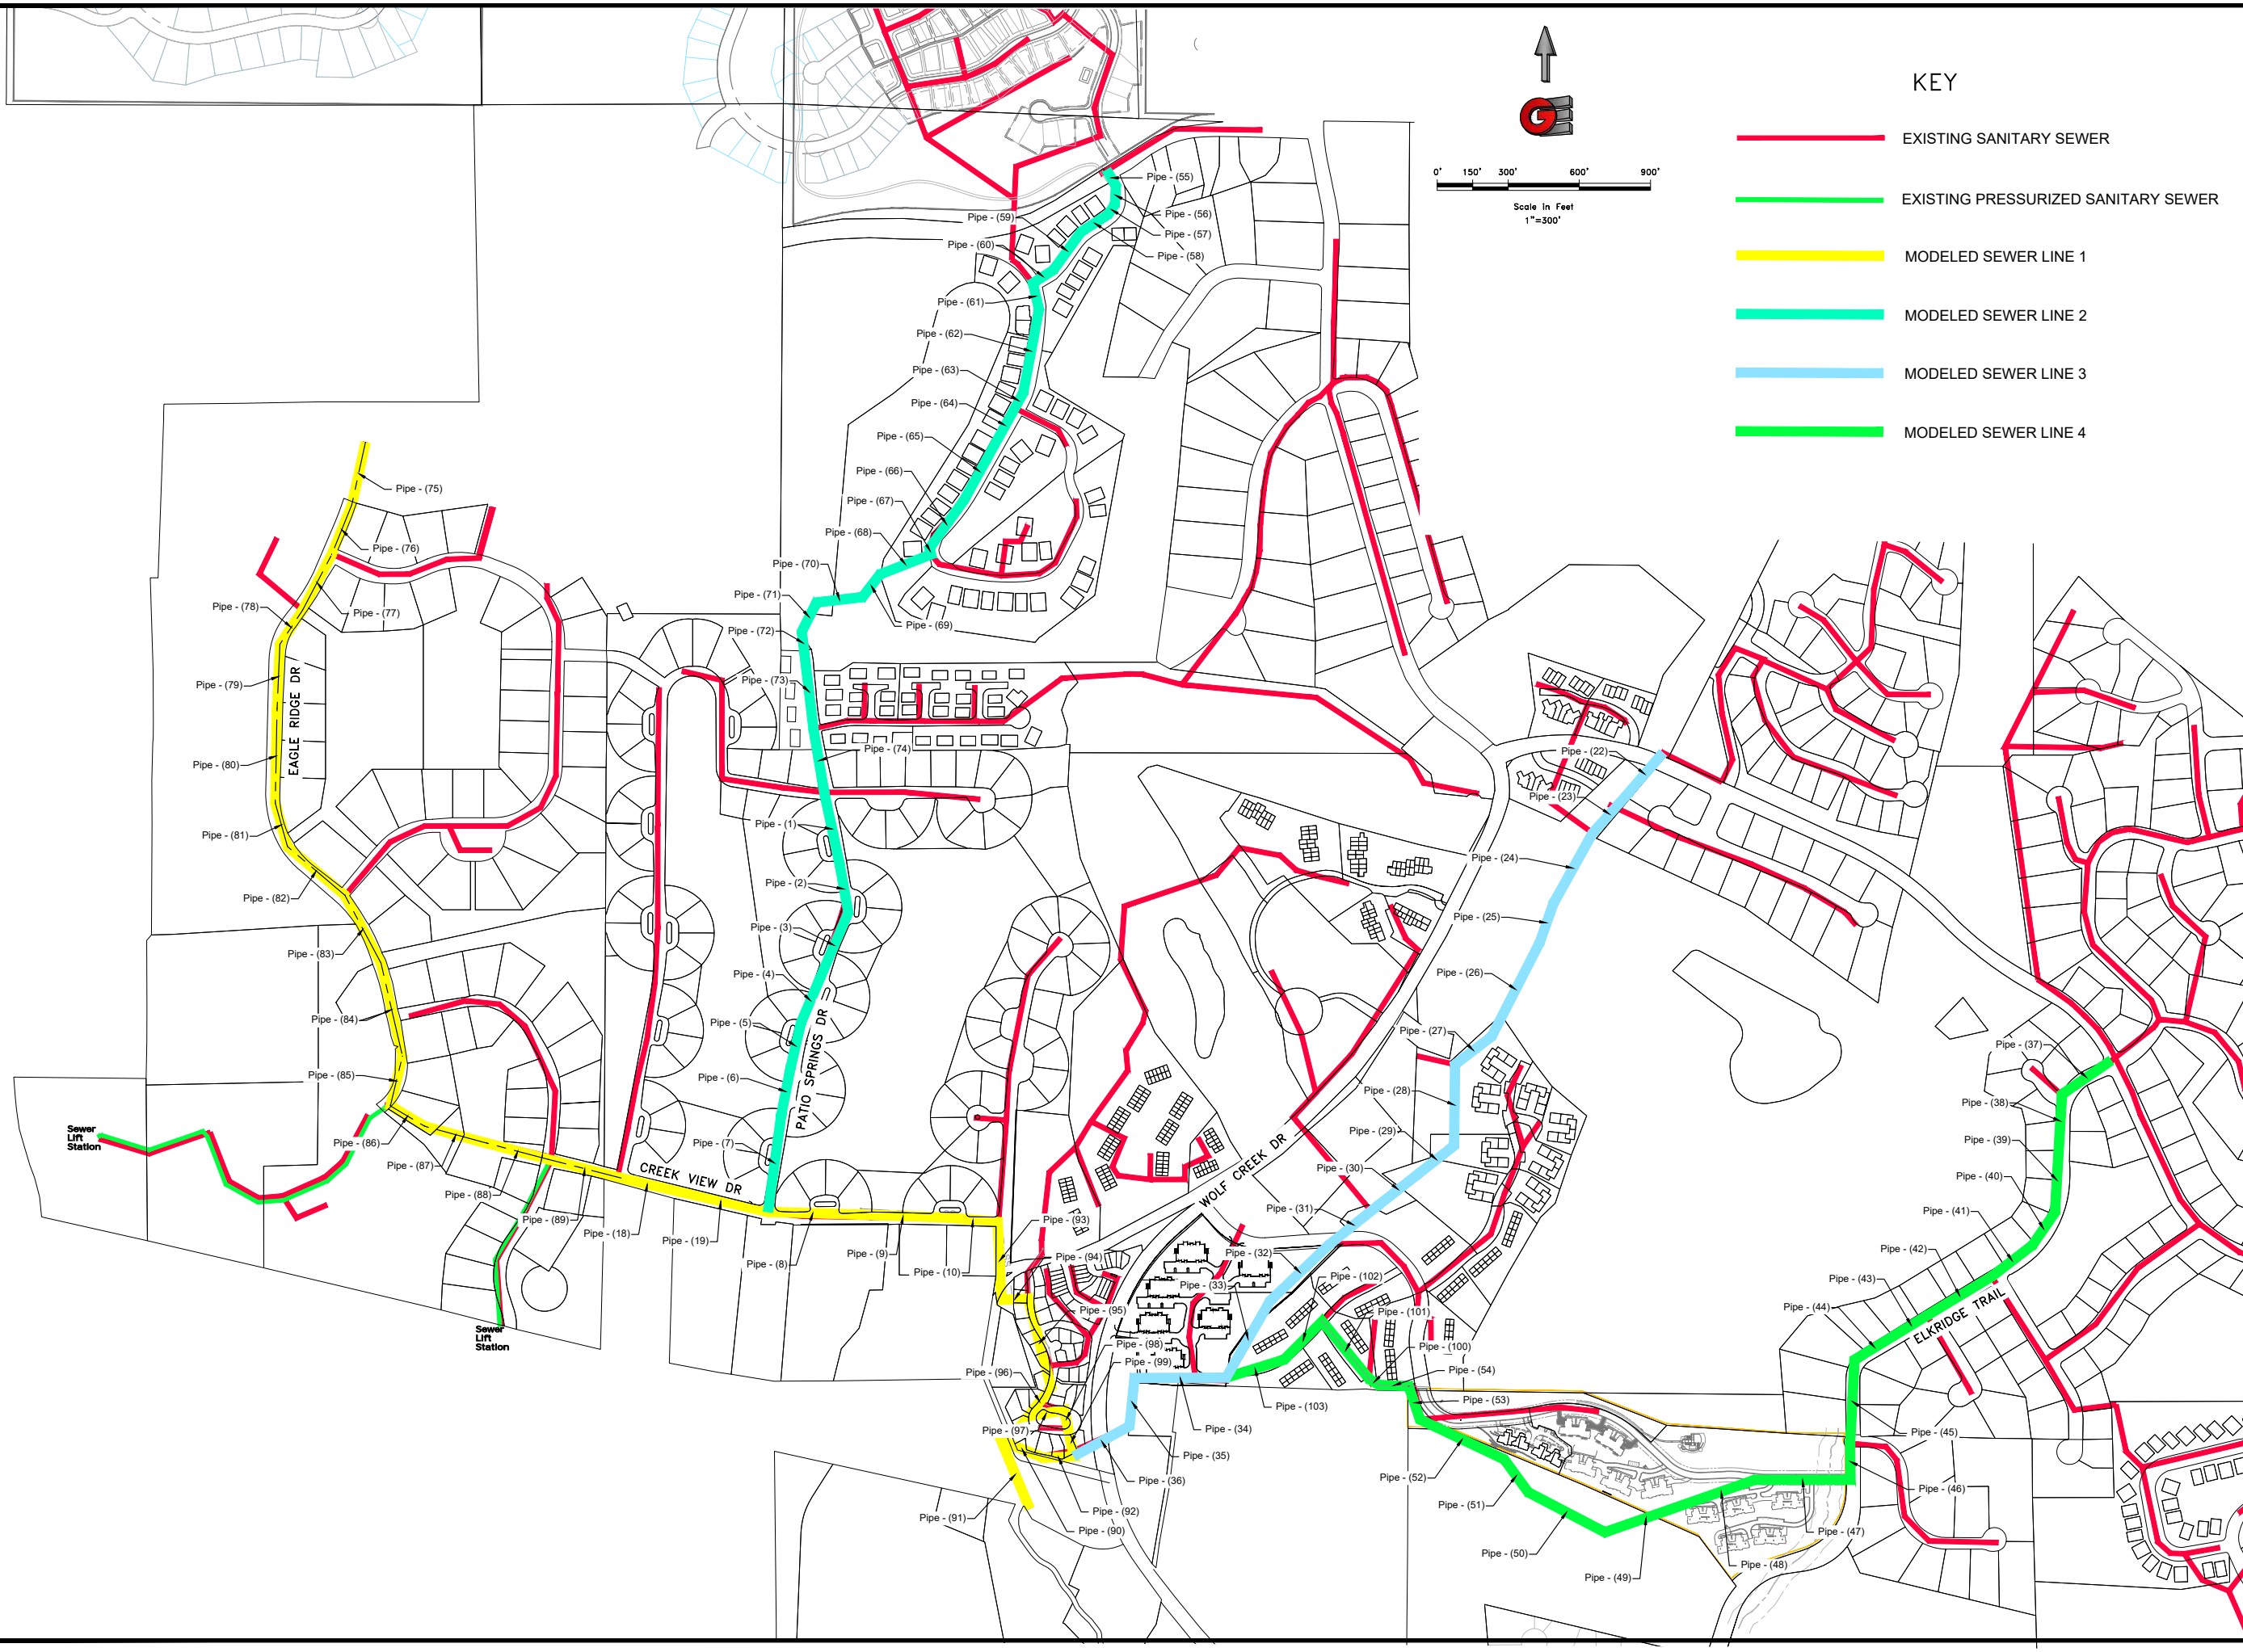 KEY
EXISTING SANITARY SEWER
EXISTING PRESSURIZED SANITARY SEWER
MODELED SEWER LINE 1
MODELED SEWER LINE 2
MODELED SEWER LINE 3
MODELED SEWER LINE 4
G
0' 150' 300' 600' 900'
Scale in Feet
1"=300'
Pipe - (55)
Pipe - (56)
Pipe - (59)
Pipe - (57)
Pipe - (60)
Pipe - (58)
Pipe - (61)
Pipe - (62)
Pipe - (63)
Pipe - (64)
Pipe - (65)
Pipe - (66)
Pipe - (67)
Pipe - (68)
Pipe - (70)
Pipe - (71)
Pipe - (69)
Pipe - (72)
Pipe - (73)
Pipe - (74)
Pipe - (1)
Pipe - (2)
Pipe - (3)
Pipe - (4)
Pipe - (5)
Pipe - (6)
Pipe - (7)
PATIO SPRINGS DR
Pipe - (75)
Pipe - (76)
Pipe - (77)
Pipe - (78)
Pipe - (79)
EAGLE RIDGE DR
Pipe - (80)
Pipe - (81)
Pipe - (82)
Pipe - (83)
Pipe - (84)
Pipe - (85)
Pipe - (86)
Pipe - (87)
Pipe - (88)
Pipe - (89)
Pipe - (18)
Pipe - (19)
CREEK VIEW DR
Pipe - (8)
Pipe - (9)
Pipe - (10)
Sewer
Lift
Station
Sewer
Lift
Station
Pipe - (93)
Pipe - (94)
Pipe - (95)
Pipe - (98)
Pipe - (99)
Pipe - (96)
Pipe - (97)
Pipe - (91)
Pipe - (90)
Pipe - (92)
Pipe - (36)
Pipe - (35)
Pipe - (34)
Pipe - (103)
WOLF CREEK DR
Pipe - (22)
Pipe - (23)
Pipe - (24)
Pipe - (25)
Pipe - (26)
Pipe - (27)
Pipe - (28)
Pipe - (29)
Pipe - (30)
Pipe - (31)
Pipe - (32)
Pipe - (33)
Pipe - (102)
Pipe - (101)
Pipe - (100)
Pipe - (54)
Pipe - (53)
Pipe - (52)
Pipe - (51)
Pipe - (50)
Pipe - (49)
Pipe - (48)
Pipe - (47)
Pipe - (46)
Pipe - (45)
Pipe - (44)
Pipe - (43)
Pipe - (42)
Pipe - (41)
Pipe - (40)
Pipe - (39)
Pipe - (38)
Pipe - (37)
ELKRIDGE TRAIL